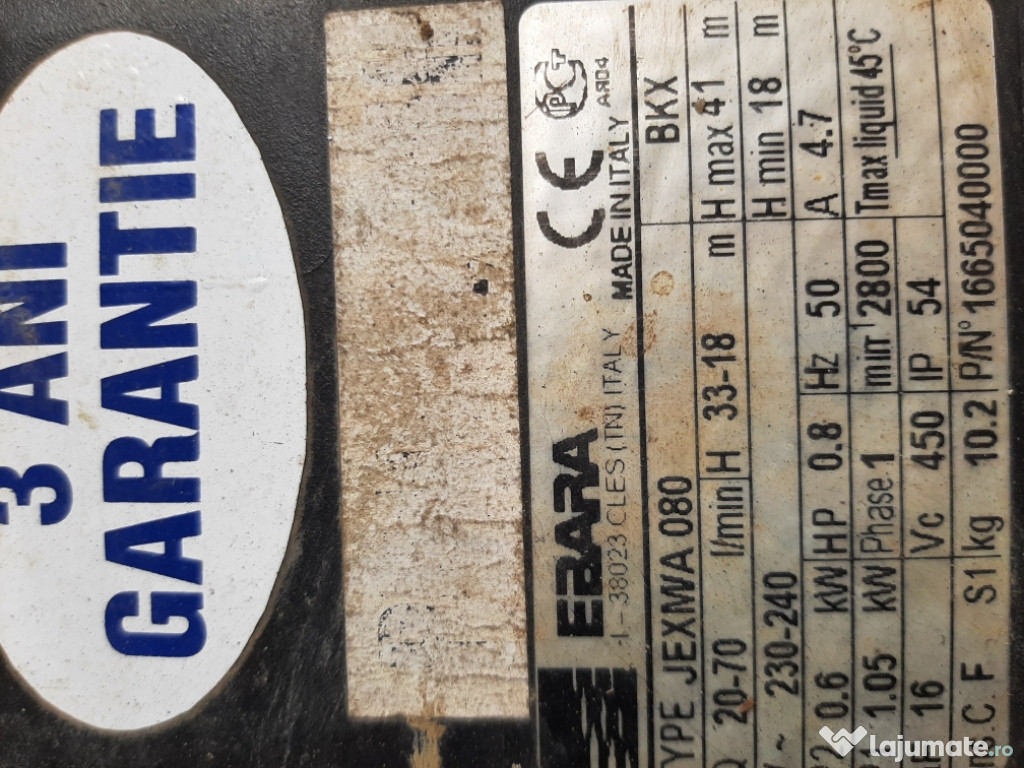 3 ANI
GARANTIE
EBARA
I-38023 CLES (TN) ITALY MADE IN ITALY
CE
АЯ04
YPE JEXMA 080 BKX
Q 20-70 l/min H 33-18 m H max 41 m
~ 230-240 H min 18 m
2 0.6 kW HP 0.8 Hz 50 A 4.7
1.05 kW Phase 1 min-1 2800 Tmax liquid 45°C
16 Vc 450 IP 54
F S1 kg 10.2 P/N° 1665040000
Lajumate.ro